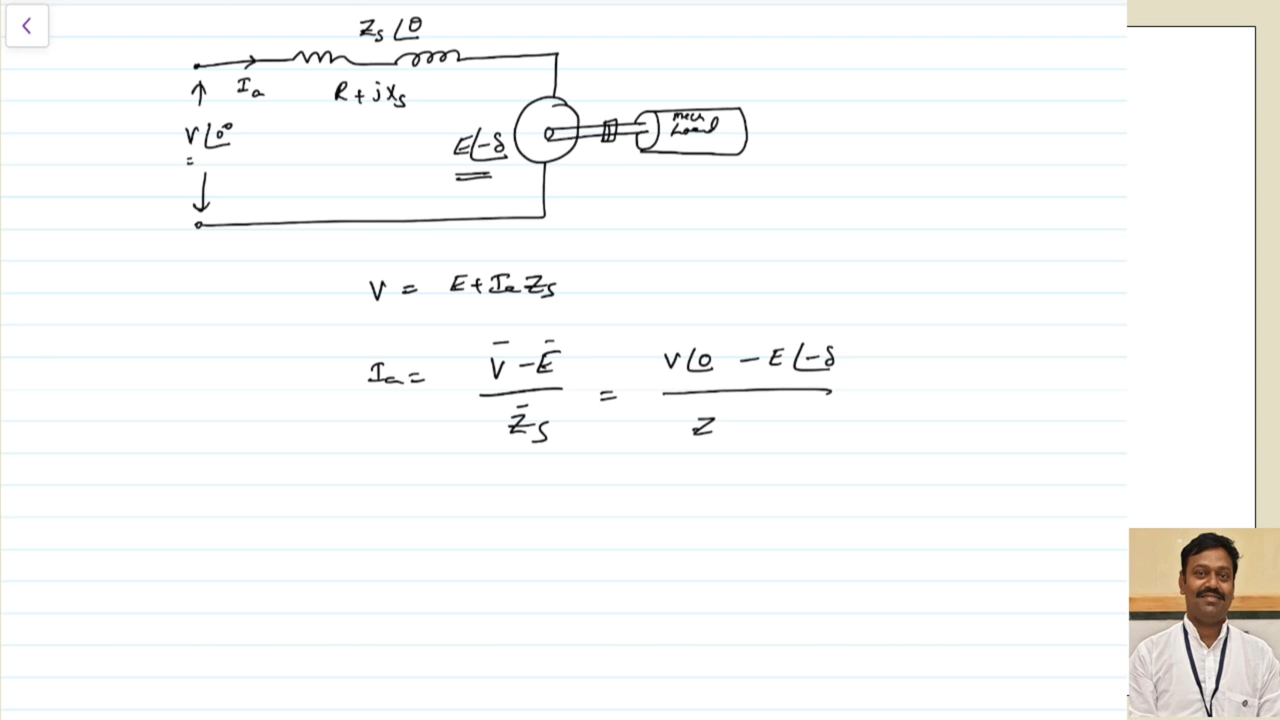 Zs∠θ
Ia
R + jXs
V∠0°
E∠-δ
Mech
Load
V = E + Ia Zs
Ia = (V̄ - Ē) / Z̄s = (V∠0 - E∠-δ) / Z